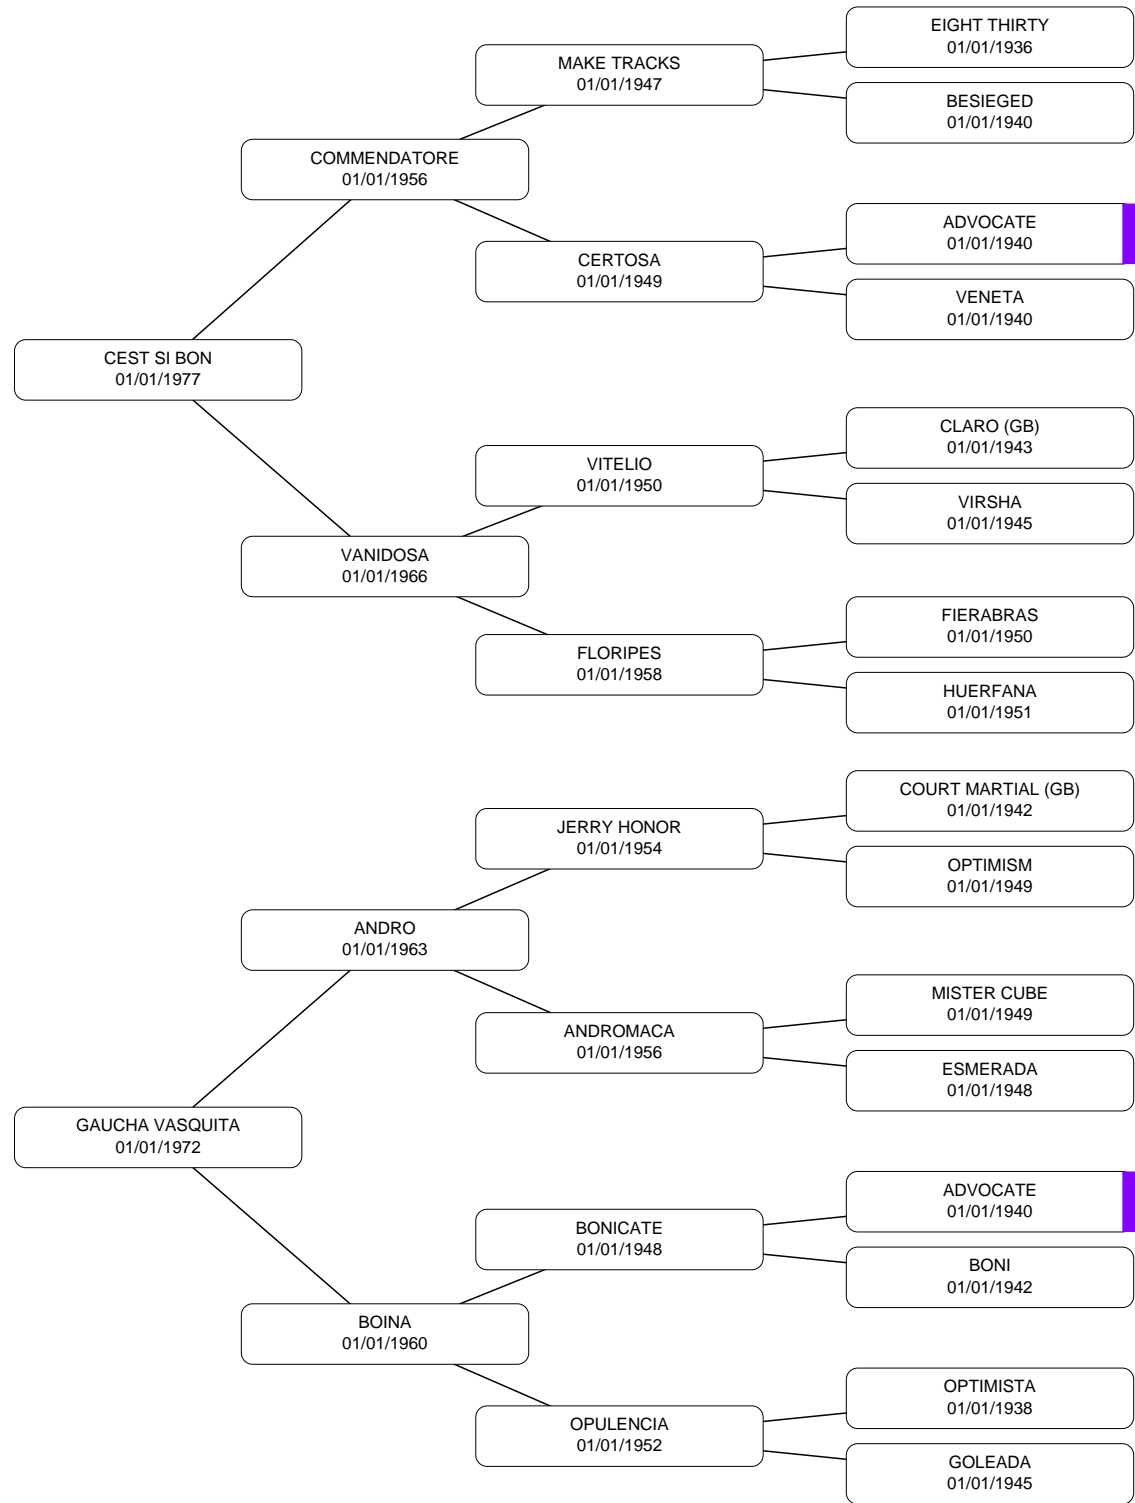 EIGHT THIRTY
01/01/1936
MAKE TRACKS
01/01/1947
BESIEGED
01/01/1940
COMMENDATORE
01/01/1956
ADVOCATE
01/01/1940
CERTOSA
01/01/1949
VENETA
01/01/1940
CEST SI BON
01/01/1977
CLARO (GB)
01/01/1943
VITELIO
01/01/1950
VIRSHA
01/01/1945
VANIDOSA
01/01/1966
FIERABRAS
01/01/1950
FLORIPES
01/01/1958
HUERFANA
01/01/1951
COURT MARTIAL (GB)
01/01/1942
JERRY HONOR
01/01/1954
OPTIMISM
01/01/1949
ANDRO
01/01/1963
MISTER CUBE
01/01/1949
ANDROMACA
01/01/1956
ESMERADA
01/01/1948
GAUCHA VASQUITA
01/01/1972
ADVOCATE
01/01/1940
BONICATE
01/01/1948
BONI
01/01/1942
BOINA
01/01/1960
OPTIMISTA
01/01/1938
OPULENCIA
01/01/1952
GOLEADA
01/01/1945